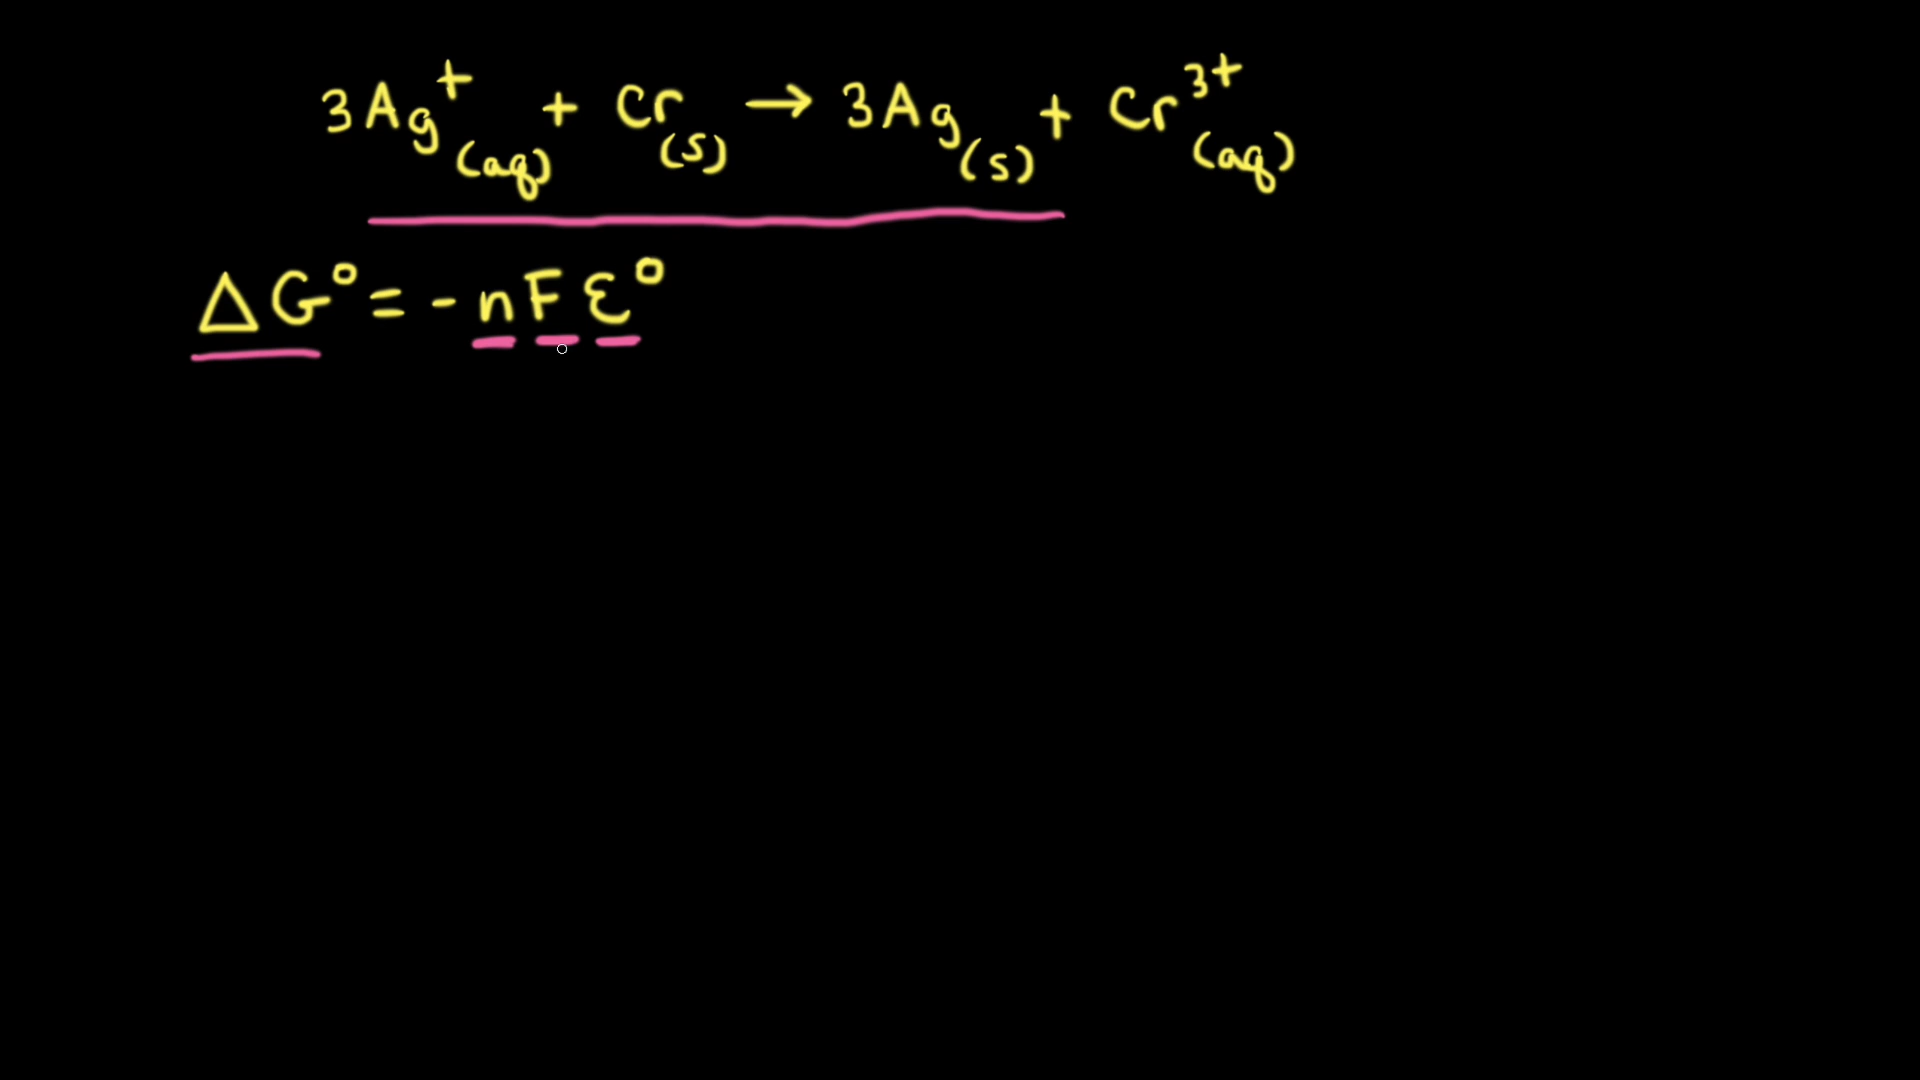 3Ag⁺(aq) + Cr(s) → 3Ag(s) + Cr³⁺(aq)
ΔG° = -nFε°